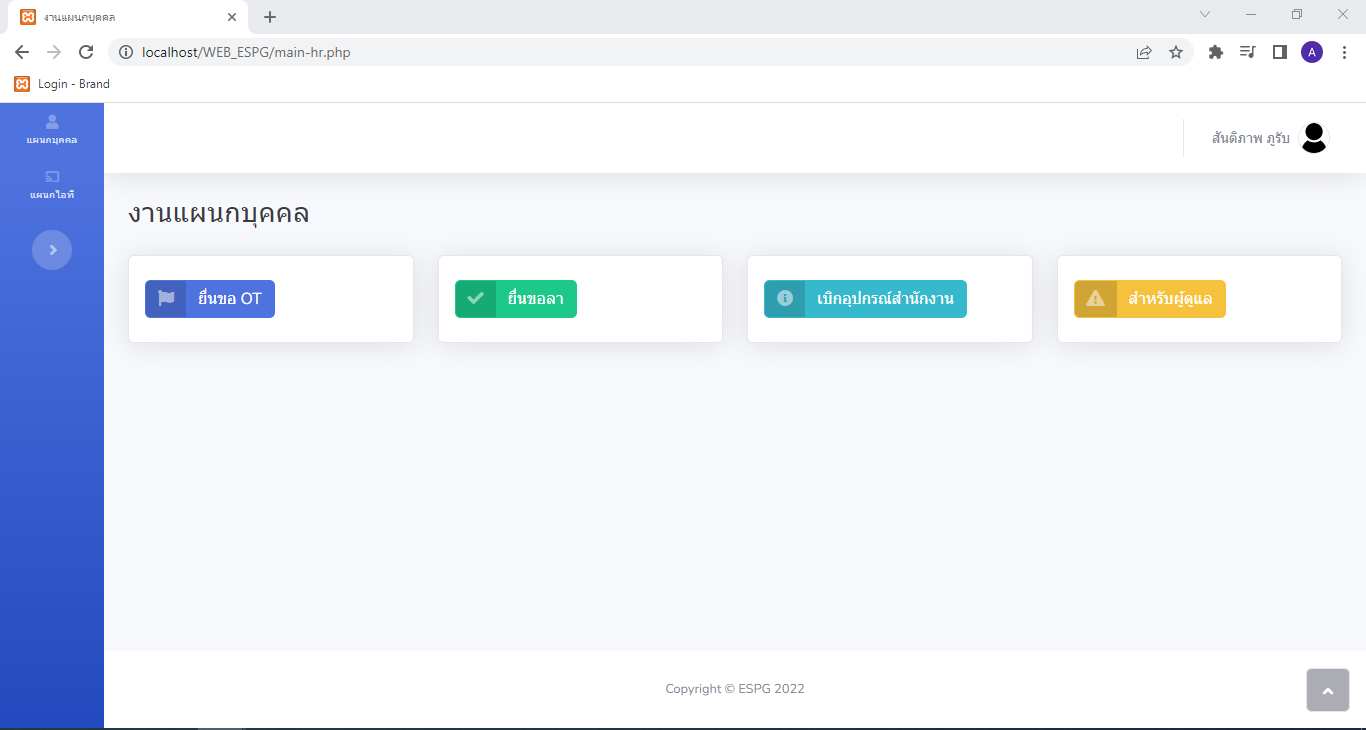 งานแผนกบุคคล
localhost/WEB_ESPG/main-hr.php
A
Login - Brand
แผนกบุคคล
แผนกไอที
สันติภาพ ภูรับ
งานแผนกบุคคล
ยื่นขอ OT
ยื่นขอลา
เบิกอุปกรณ์สำนักงาน
สำหรับผู้ดูแล
Copyright © ESPG 2022